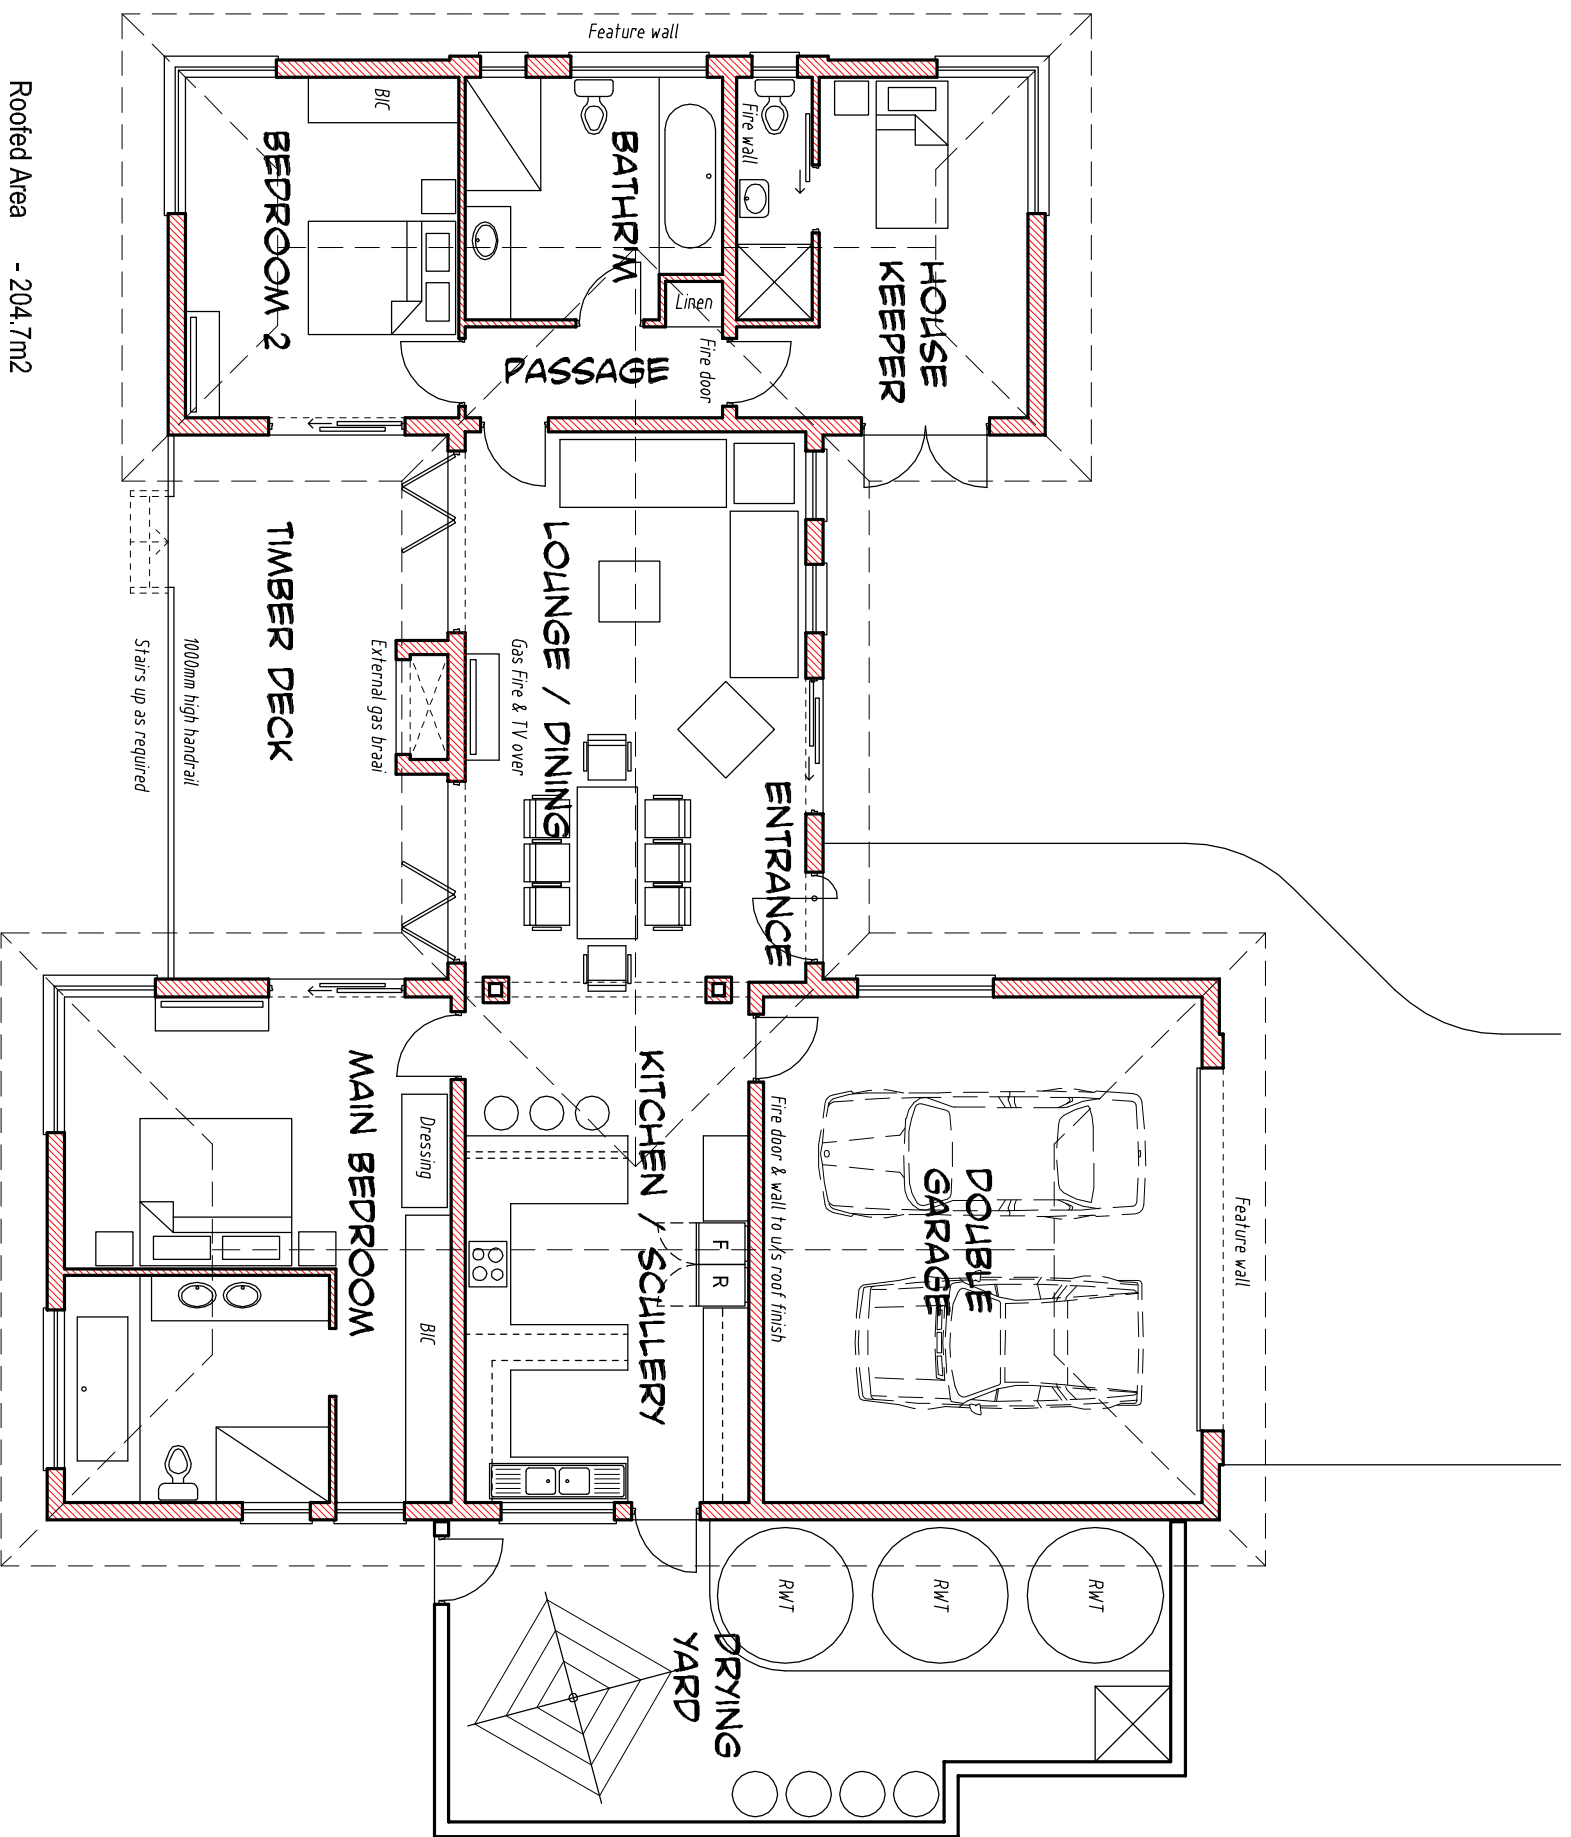 Feature wall
BIC
BEDROOM 2
BATHRM
Fire wall
HOUSE
KEEPER
Linen
PASSAGE
Fire door
Roofed Area - 204.7m2
TIMBER DECK
1000mm high handrail
Stairs up as required
External gas braai
Gas Fire & TV over
LOUNGE / DINING
ENTRANCE
MAIN BEDROOM
Dressing
BIC
KITCHEN / SCULLERY
F R
Fire door & wall to u/s roof finish
DOUBLE
GARAGE
Feature wall
RWT
RWT
RWT
DRYING
YARD